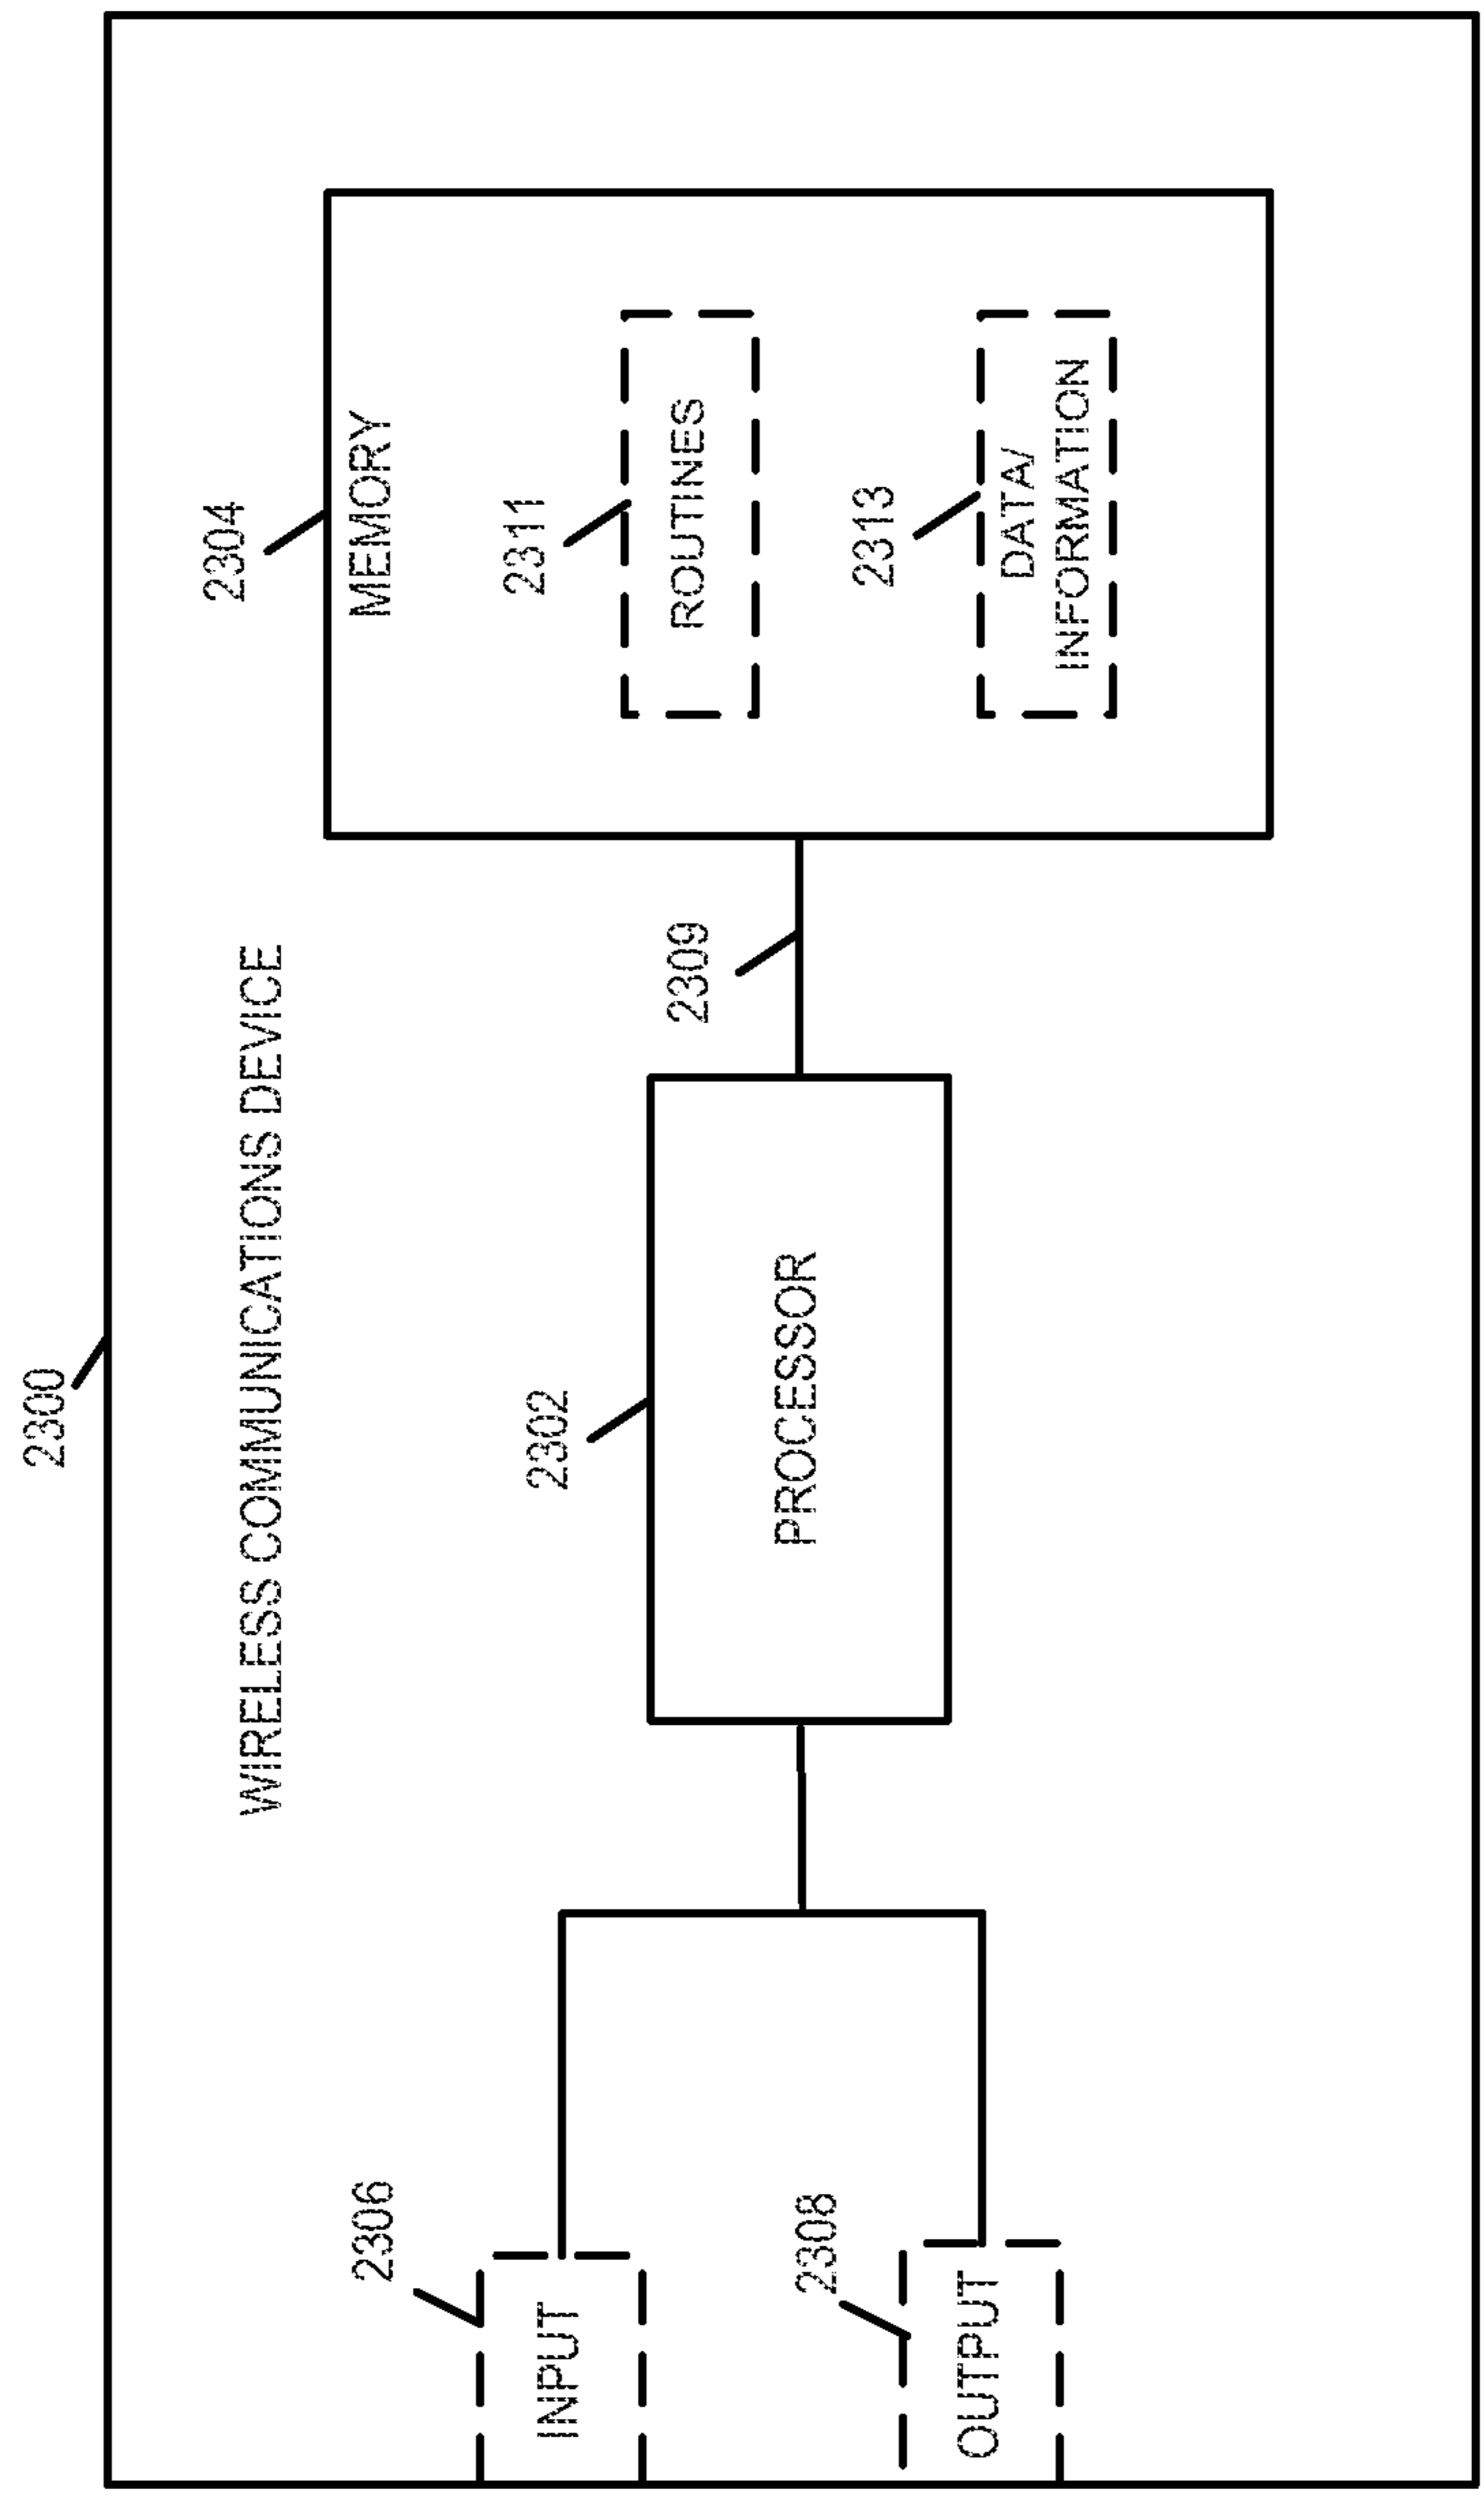 2300
WIRELESS COMMUNICATIONS DEVICE
2304
MEMORY
2306
INPUT
2302
PROCESSOR
2309
2311
ROUTINES
2308
OUTPUT
2313
DATA/
INFORMATION